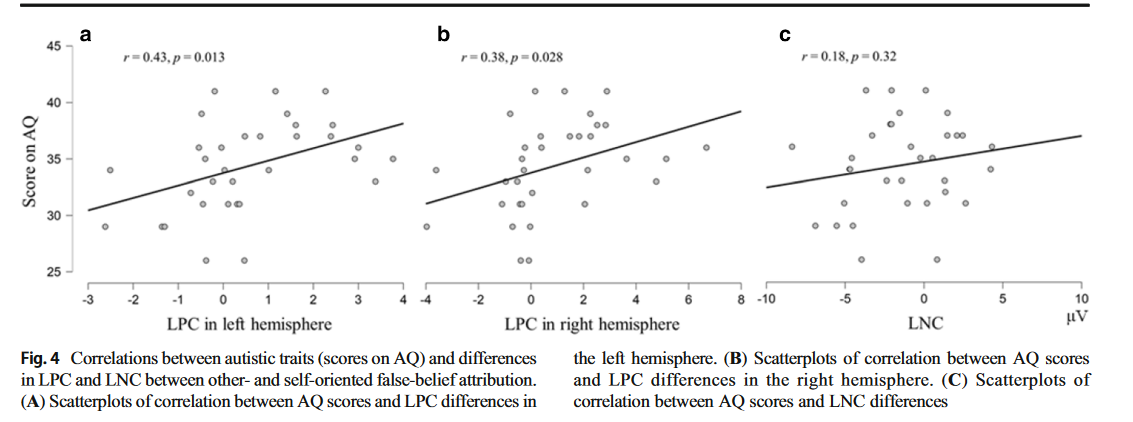 a
b
c
r = 0.43, p = 0.013
r = 0.38, p = 0.028
r = 0.18, p = 0.32
Score on AQ
45
40
35
30
25
-3 -2 -1 0 1 2 3 4
-4 -2 0 2 4 6 8
-10 -5 0 5 10
μV
LPC in left hemisphere
LPC in right hemisphere
LNC
Fig. 4 Correlations between autistic traits (scores on AQ) and differences
in LPC and LNC between other- and self-oriented false-belief attribution.
(A) Scatterplots of correlation between AQ scores and LPC differences in
the left hemisphere. (B) Scatterplots of correlation between AQ scores
and LPC differences in the right hemisphere. (C) Scatterplots of
correlation between AQ scores and LNC differences